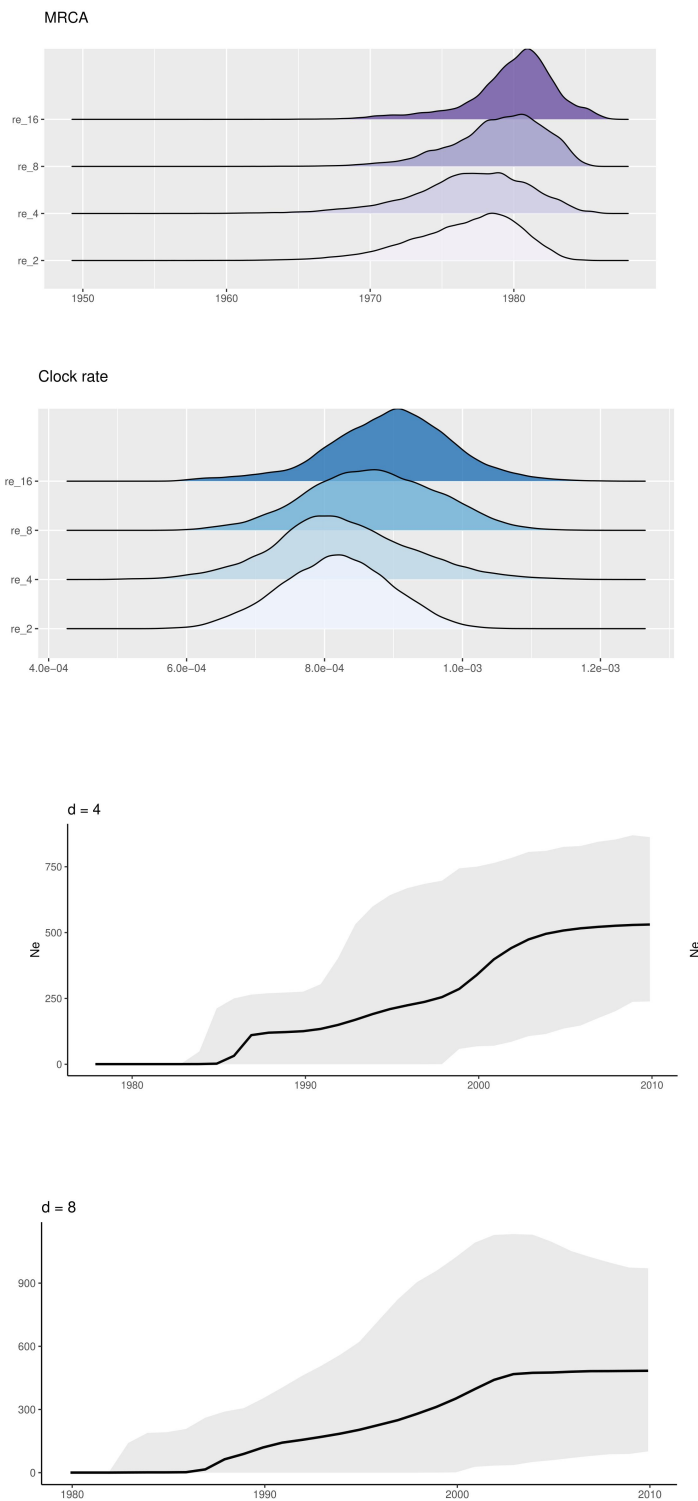 MRCA
re_16
re_8
re_4
re_2
1950 1960 1970 1980
Clock rate
re_16
re_8
re_4
re_2
4.0e−04 6.0e−04 8.0e−04 1.0e−03 1.2e−03
d = 4
750
500
Ne
Ne
250
0
1980 1990 2000 2010
d = 8
900
600
300
0
1980 1990 2000 2010